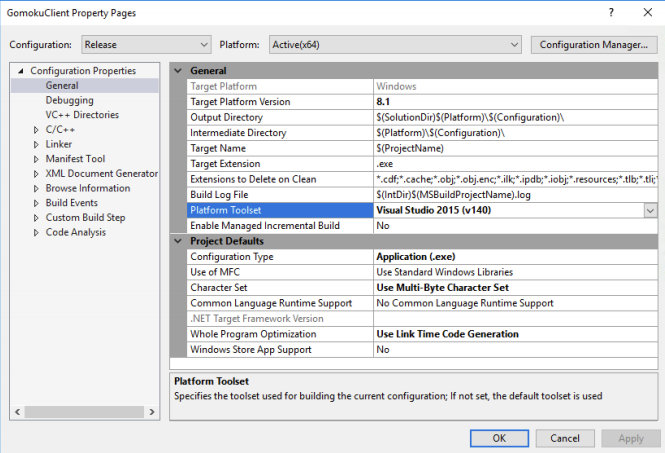 GomokuClient Property Pages ? ×
Configuration: Release Platform: Active(x64) Configuration Manager...
Configuration Properties
General
Debugging
VC++ Directories
C/C++
Linker
Manifest Tool
XML Document Generator
Browse Information
Build Events
Custom Build Step
Code Analysis
General
Target Platform Windows
Target Platform Version 8.1
Output Directory $(SolutionDir)$(Platform)\$(Configuration)\
Intermediate Directory $(Platform)\$(Configuration)\
Target Name $(ProjectName)
Target Extension .exe
Extensions to Delete on Clean *.cdf;*.cache;*.obj;*.obj.enc;*.ilk;*.ipdb;*.iobj;*.resources;*.tlb;*.tli;*
Build Log File $(IntDir)$(MSBuildProjectName).log
Platform Toolset Visual Studio 2015 (v140)
Enable Managed Incremental Build No
Project Defaults
Configuration Type Application (.exe)
Use of MFC Use Standard Windows Libraries
Character Set Use Multi-Byte Character Set
Common Language Runtime Support No Common Language Runtime Support
.NET Target Framework Version
Whole Program Optimization Use Link Time Code Generation
Windows Store App Support No
Platform Toolset
Specifies the toolset used for building the current configuration; If not set, the default toolset is used
OK Cancel Apply